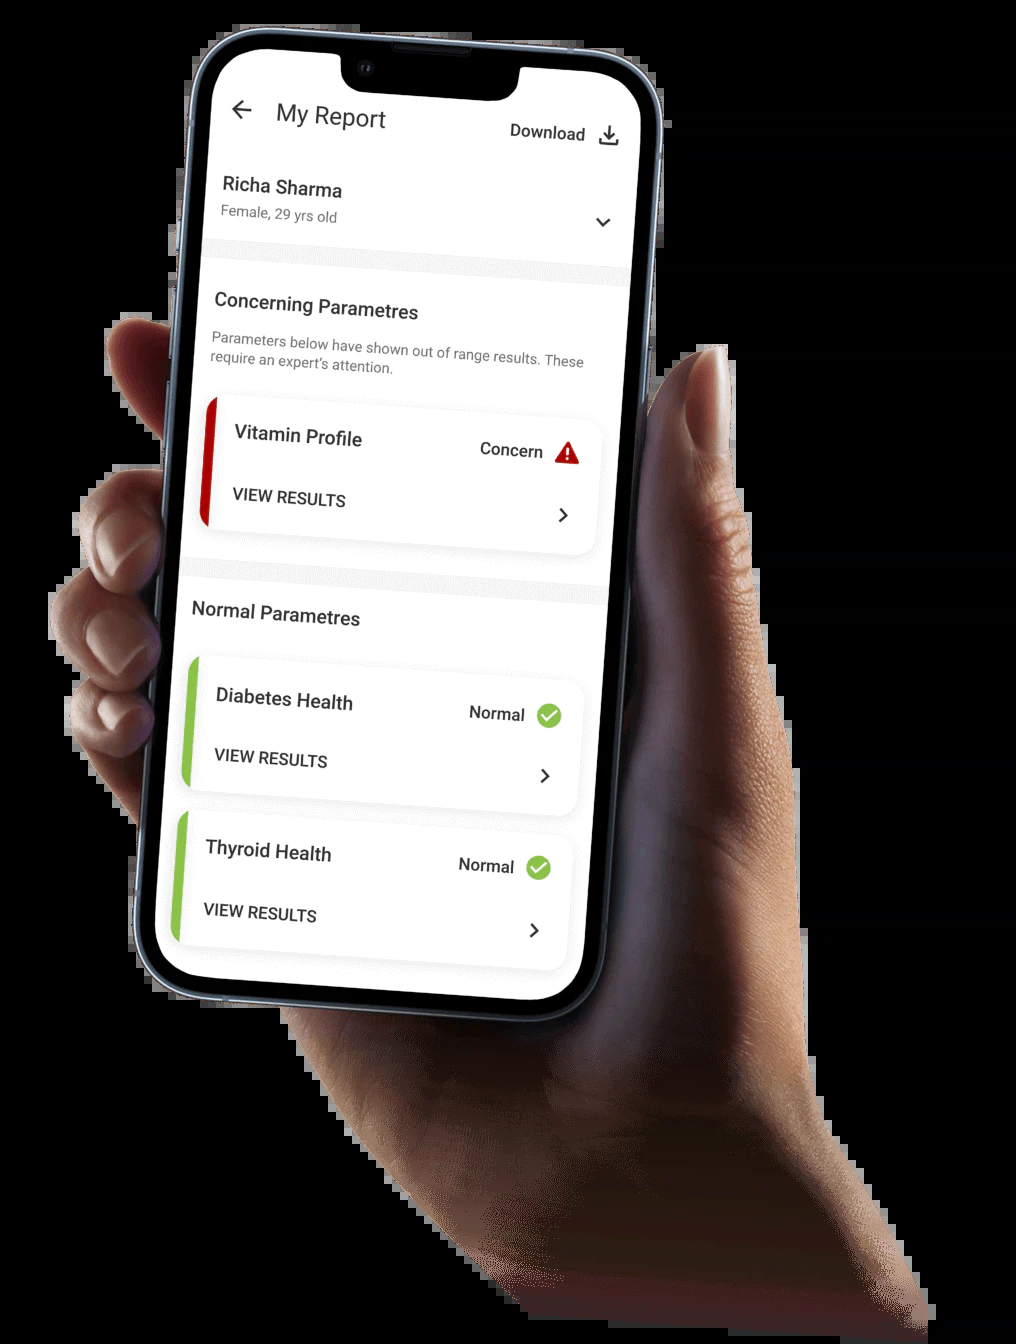 My Report
Download
Richa Sharma
Female, 29 yrs old
Concerning Parametres
Parameters below have shown out of range results. These
require an expert's attention.
Vitamin Profile
Concern
VIEW RESULTS
Normal Parametres
Diabetes Health
Normal
VIEW RESULTS
Thyroid Health
Normal
VIEW RESULTS